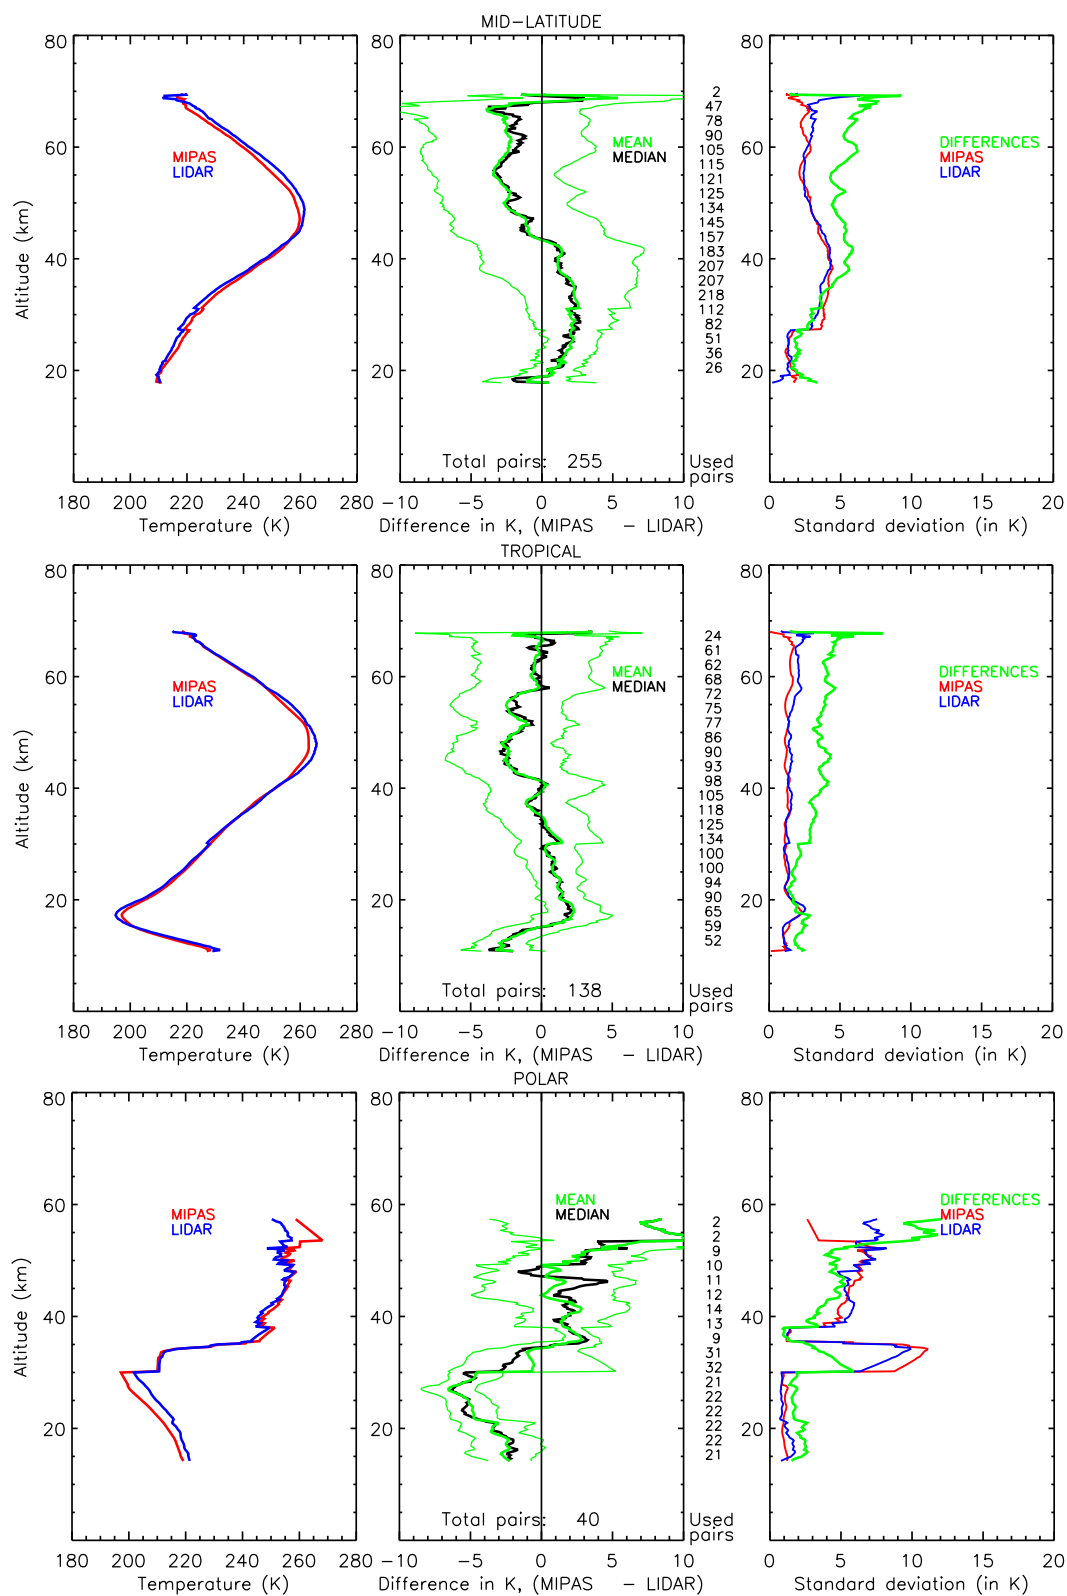 MID-LATITUDE
80
60
40
20
Altitude (km)
180 200 220 240 260 280
Temperature (K)
MIPAS
LIDAR
80
60
40
20
-10 -5 0 5 10
Difference in K, (MIPAS - LIDAR)
MEAN
MEDIAN
Total pairs: 255
2
47
78
90
105
115
121
125
134
145
157
183
207
207
218
112
82
51
36
26
Used
pairs
80
60
40
20
0 5 10 15 20
Standard deviation (in K)
DIFFERENCES
MIPAS
LIDAR
TROPICAL
80
60
40
20
Altitude (km)
180 200 220 240 260 280
Temperature (K)
MIPAS
LIDAR
80
60
40
20
-10 -5 0 5 10
Difference in K, (MIPAS - LIDAR)
MEAN
MEDIAN
Total pairs: 138
24
61
62
68
72
75
77
86
90
93
98
105
118
125
134
100
100
94
90
65
59
52
Used
pairs
80
60
40
20
0 5 10 15 20
Standard deviation (in K)
DIFFERENCES
MIPAS
LIDAR
POLAR
80
60
40
20
Altitude (km)
180 200 220 240 260 280
Temperature (K)
MIPAS
LIDAR
80
60
40
20
-10 -5 0 5 10
Difference in K, (MIPAS - LIDAR)
MEAN
MEDIAN
Total pairs: 40
2
2
9
10
11
12
14
13
9
31
32
21
22
22
22
22
21
Used
pairs
80
60
40
20
0 5 10 15 20
Standard deviation (in K)
DIFFERENCES
MIPAS
LIDAR